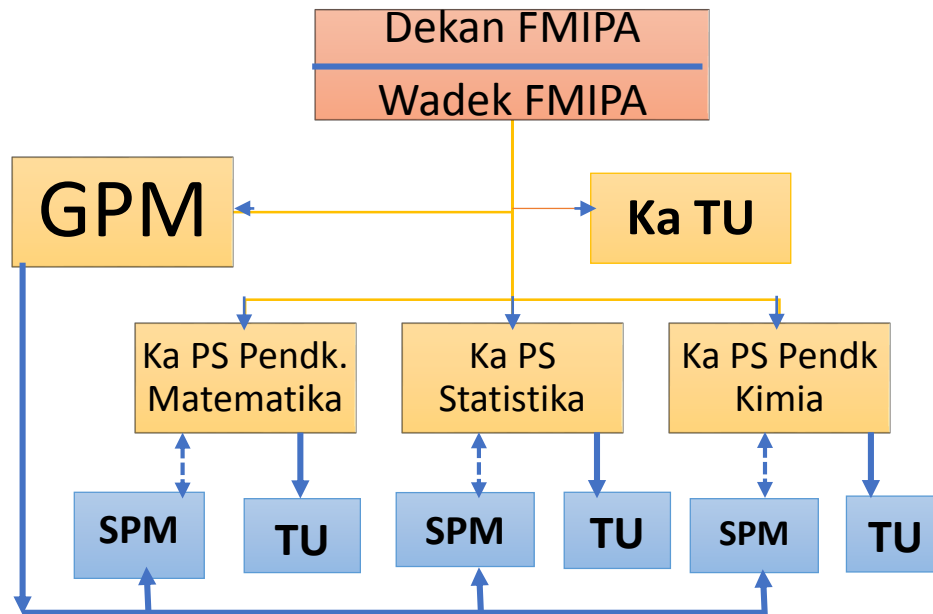 Dekan FMIPA
Wadek FMIPA
GPM
Ka TU
Ka PS Pendk.
Matematika
Ka PS
Statistika
Ka PS Pendk
Kimia
SPM
TU
SPM
TU
SPM
TU